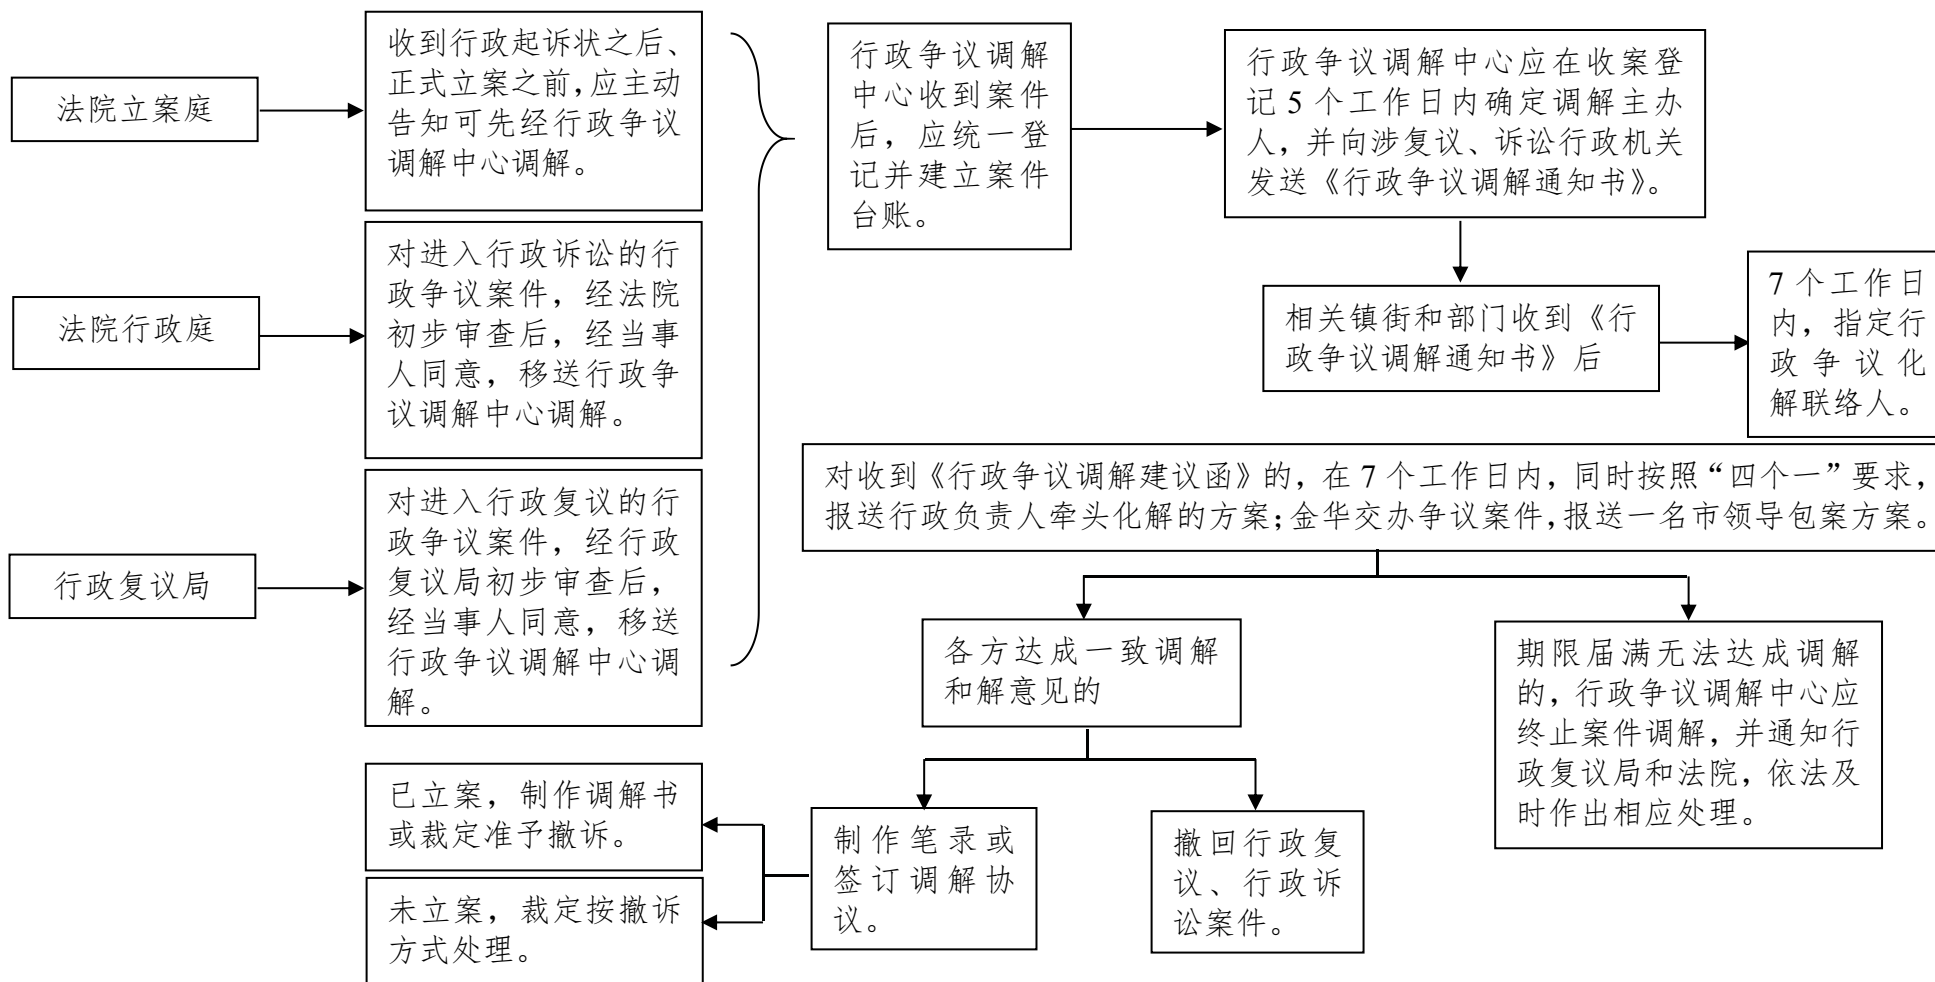 法院立案庭
收到行政起诉状之后、
正式立案之前，应主动
告知可先经行政争议
调解中心调解。
法院行政庭
对进入行政诉讼的行
政争议案件，经法院
初步审查后，经当事
人同意，移送行政争
议调解中心调解。
行政复议局
对进入行政复议的行
政争议案件，经行政
复议局初步审查后，
经当事人同意，移送
行政争议调解中心调
解。
行政争议调解
中心收到案件
后，应统一登
记并建立案件
台账。
行政争议调解中心应在收案登
记 5 个工作日内确定调解主办
人，并向涉复议、诉讼行政机关
发送《行政争议调解通知书》。
相关镇街和部门收到《行
政争议调解通知书》后
7 个工作日
内，指定行
政争议化
解联络人。
对收到《行政争议调解建议函》的，在 7 个工作日内，同时按照“四个一”要求，
报送行政负责人牵头化解的方案；金华交办争议案件，报送一名市领导包案方案。
各方达成一致调解
和解意见的
期限届满无法达成调解
的，行政争议调解中心应
终止案件调解，并通知行
政复议局和法院，依法及
时作出相应处理。
制作笔录或
签订调解协
议。
撤回行政复
议、行政诉
讼案件。
已立案，制作调解书
或裁定准予撤诉。
未立案，裁定按撤诉
方式处理。